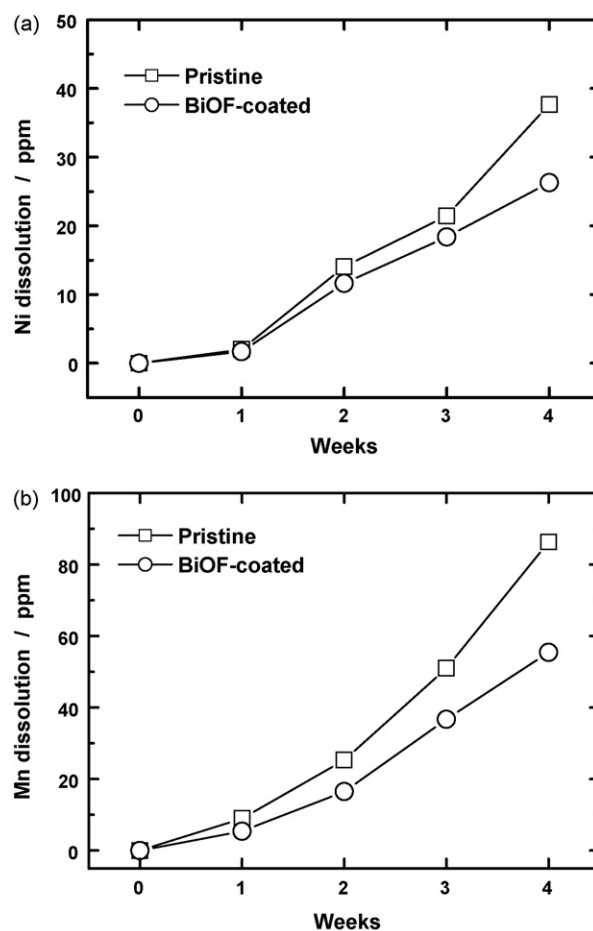 (a)
50
40
30
20
10
0
Ni dissolution / ppm
Pristine
BiOF-coated
0 1 2 3 4
Weeks
(b)
100
80
60
40
20
0
Mn dissolution / ppm
Pristine
BiOF-coated
0 1 2 3 4
Weeks